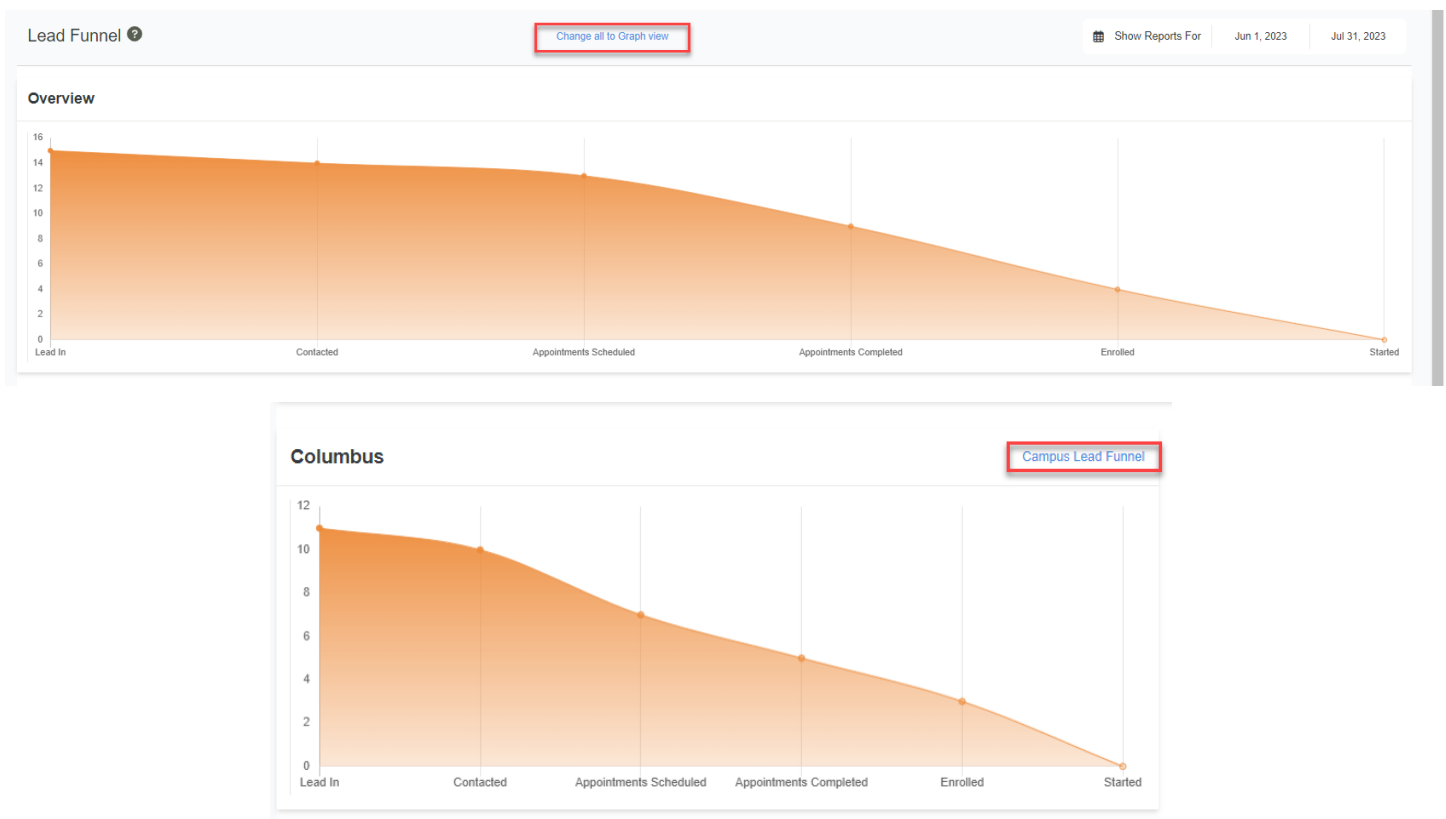 Lead Funnel ?
Change all to Graph view
Show Reports For Jun 1, 2023 Jul 31, 2023
Overview
16
14
12
10
8
6
4
2
0
Lead In Contacted Appointments Scheduled Appointments Completed Enrolled Started
Columbus
Campus Lead Funnel
12
10
8
6
4
2
0
Lead In Contacted Appointments Scheduled Appointments Completed Enrolled Started